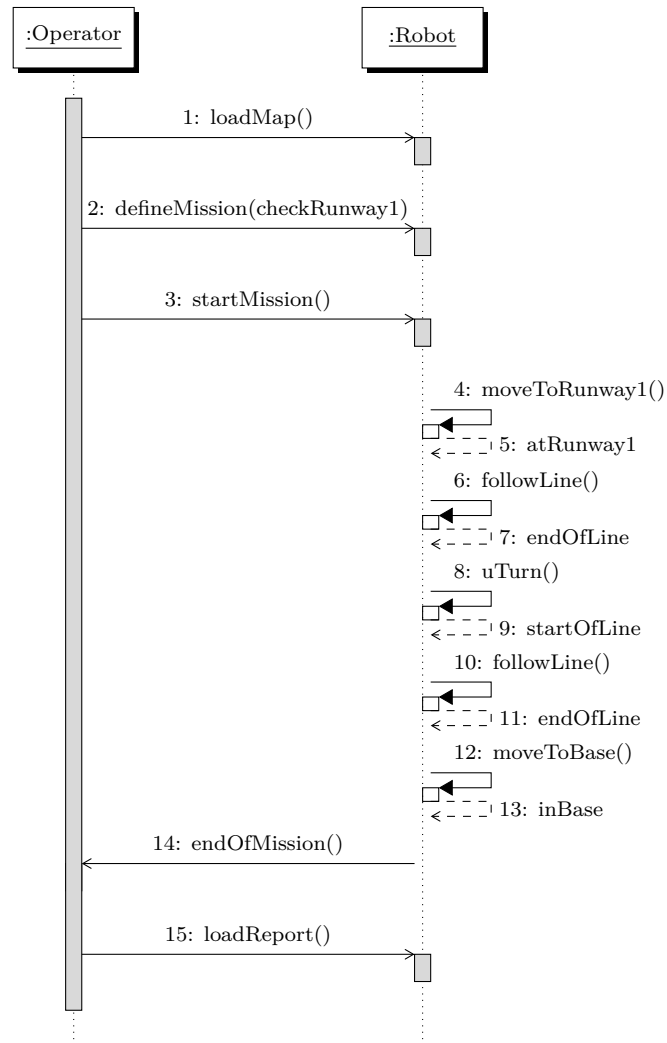 :Operator
:Robot
1: loadMap()
2: defineMission(checkRunway1)
3: startMission()
4: moveToRunway1()
5: atRunway1
6: followLine()
7: endOfLine
8: uTurn()
9: startOfLine
10: followLine()
11: endOfLine
12: moveToBase()
13: inBase
14: endOfMission()
15: loadReport()